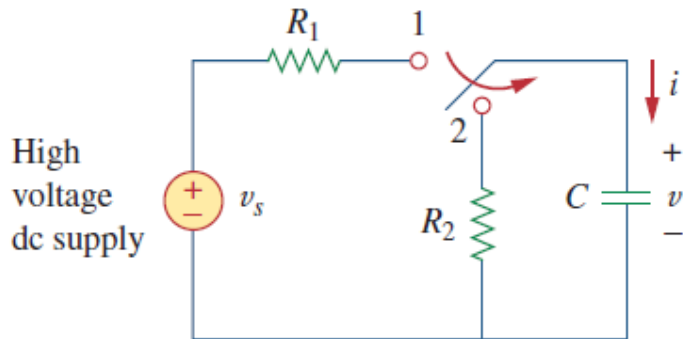 R₁
1
i
High
voltage
dc supply
+
−
vₛ
2
R₂
C
+
v
−